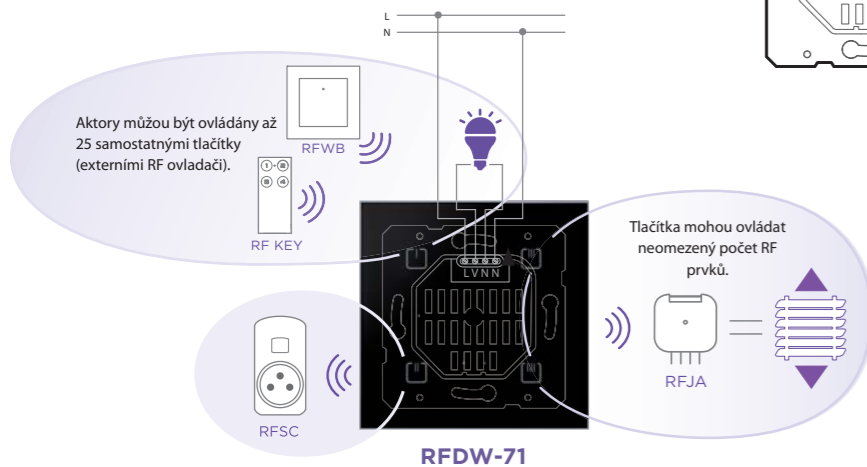 L
N
Aktory můžou být ovládány až
25 samostatnými tlačítky
(externími RF ovladači).
RFWB
RF KEY
L V N N
Tlačítka mohou ovládat
neomezený počet RF
prvků.
RFJA
RFSC
RFDW-71